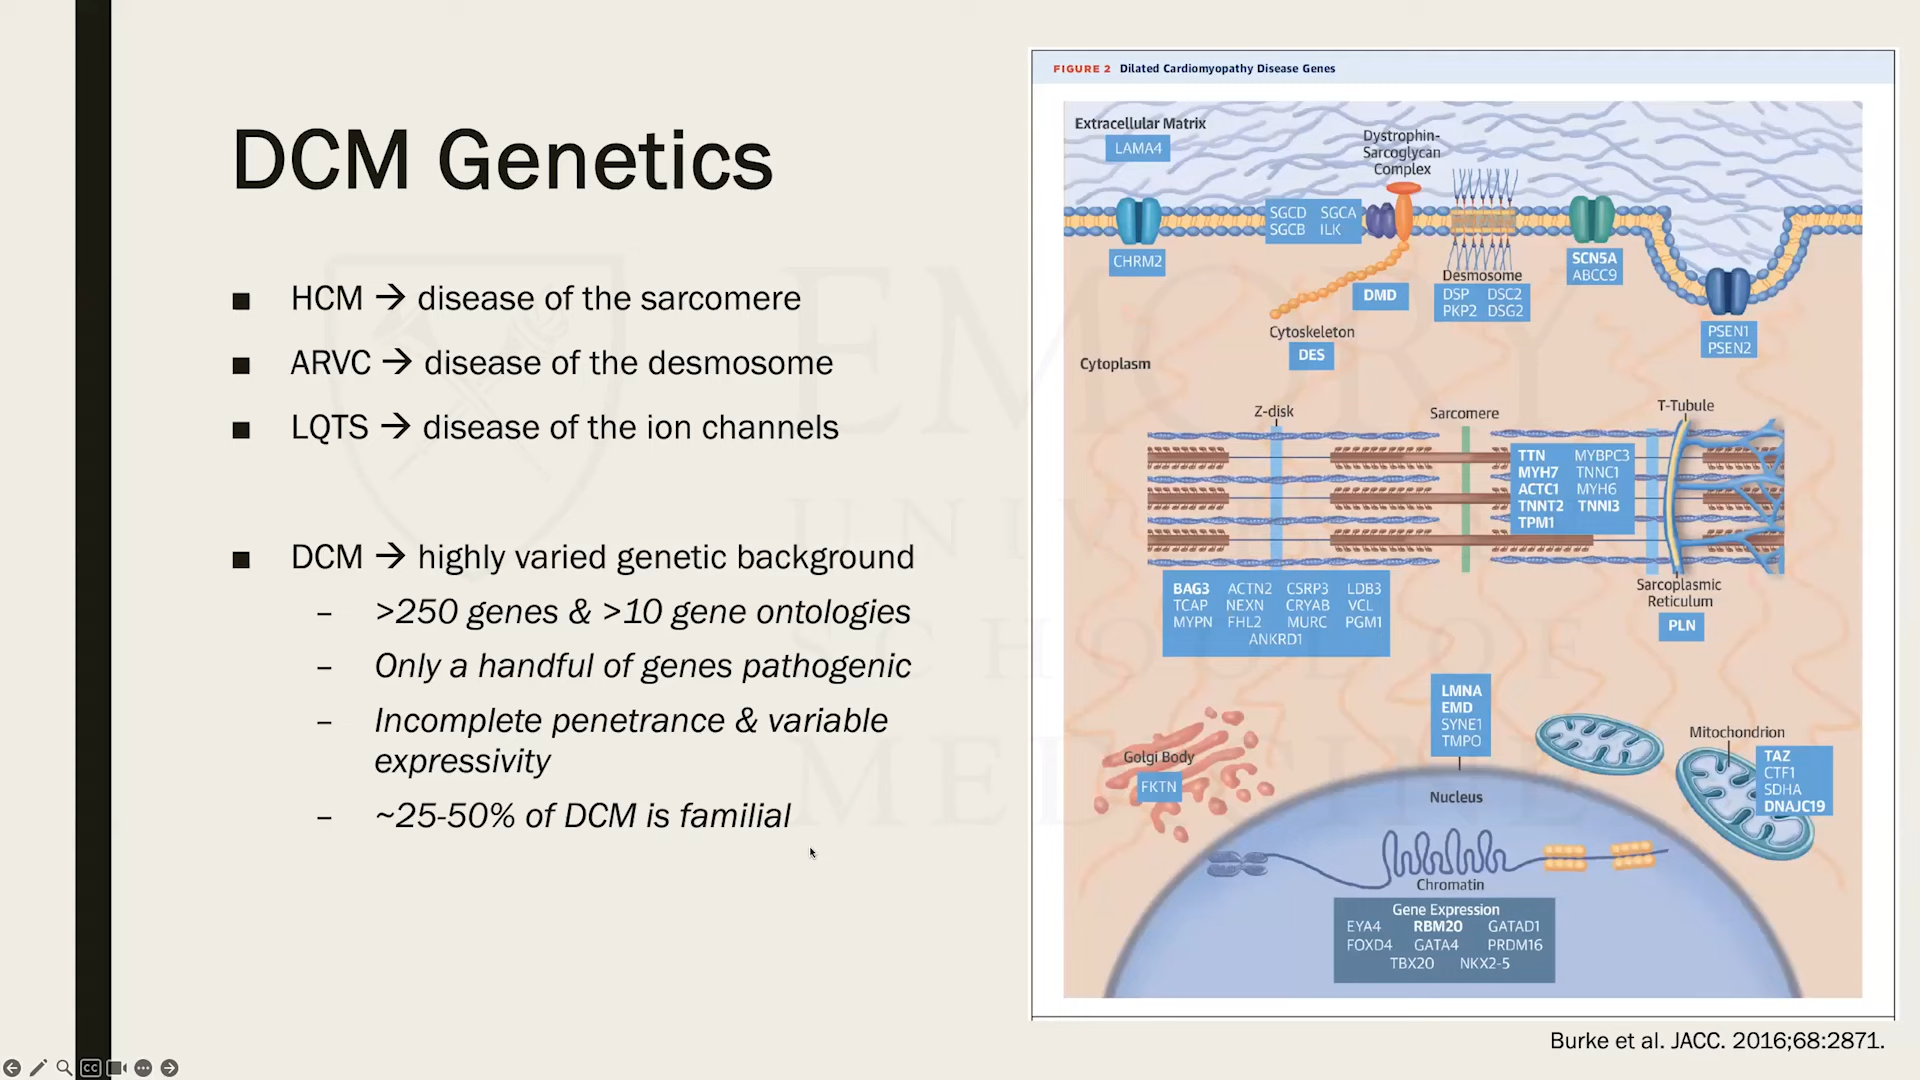 DCM Genetics
■ HCM → disease of the sarcomere
■ ARVC → disease of the desmosome
■ LQTS → disease of the ion channels
■ DCM → highly varied genetic background
– >250 genes & >10 gene ontologies
– Only a handful of genes pathogenic
– Incomplete penetrance & variable
expressivity
– ~25-50% of DCM is familial
FIGURE 2 Dilated Cardiomyopathy Disease Genes
Extracellular Matrix
LAMA4
Dystrophin-
Sarcoglycan
Complex
SGCD SGCA
SGCB ILK
CHRM2
DMD
Desmosome
DSP DSC2
PKP2 DSG2
SCN5A
ABCC9
PSEN1
PSEN2
Cytoskeleton
DES
Cytoplasm
Z-disk
Sarcomere
T-Tubule
TTN MYBPC3
MYH7 TNNC1
ACTC1 MYH6
TNNT2 TNNI3
TPM1
BAG3 ACTN2 CSRP3 LDB3
TCAP NEXN CRYAB VCL
MYPN FHL2 MURC PGM1
ANKRD1
Sarcoplasmic
Reticulum
PLN
LMNA
EMD
SYNE1
TMPO
Golgi Body
FKTN
Nucleus
Mitochondrion
TAZ
CTF1
SDHA
DNAJC19
Chromatin
Gene Expression
EYA4 RBM20 GATAD1
FOXD4 GATA4 PRDM16
TBX20 NKX2-5
Burke et al. JACC. 2016;68:2871.
EMORY
UNIVERSITY
SCHOOL OF
MEDICINE
CC